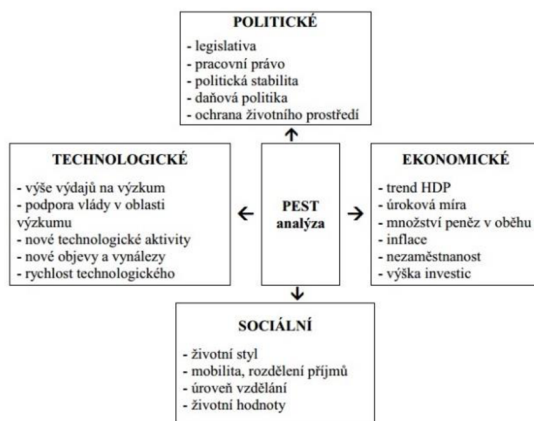 POLITICKÉ
- legislativa
- pracovní právo
- politická stabilita
- daňová politika
- ochrana životního prostředí
TECHNOLOGICKÉ
- výše výdajů na výzkum
- podpora vlády v oblasti
výzkumu
- nové technologické aktivity
- nové objevy a vynálezy
- rychlost technologického
PEST
analýza
EKONOMICKÉ
- trend HDP
- úroková míra
- množství peněz v oběhu
- inflace
- nezaměstnanost
- výška investic
SOCIÁLNÍ
- životní styl
- mobilita, rozdělení příjmů
- úroveň vzdělání
- životní hodnoty